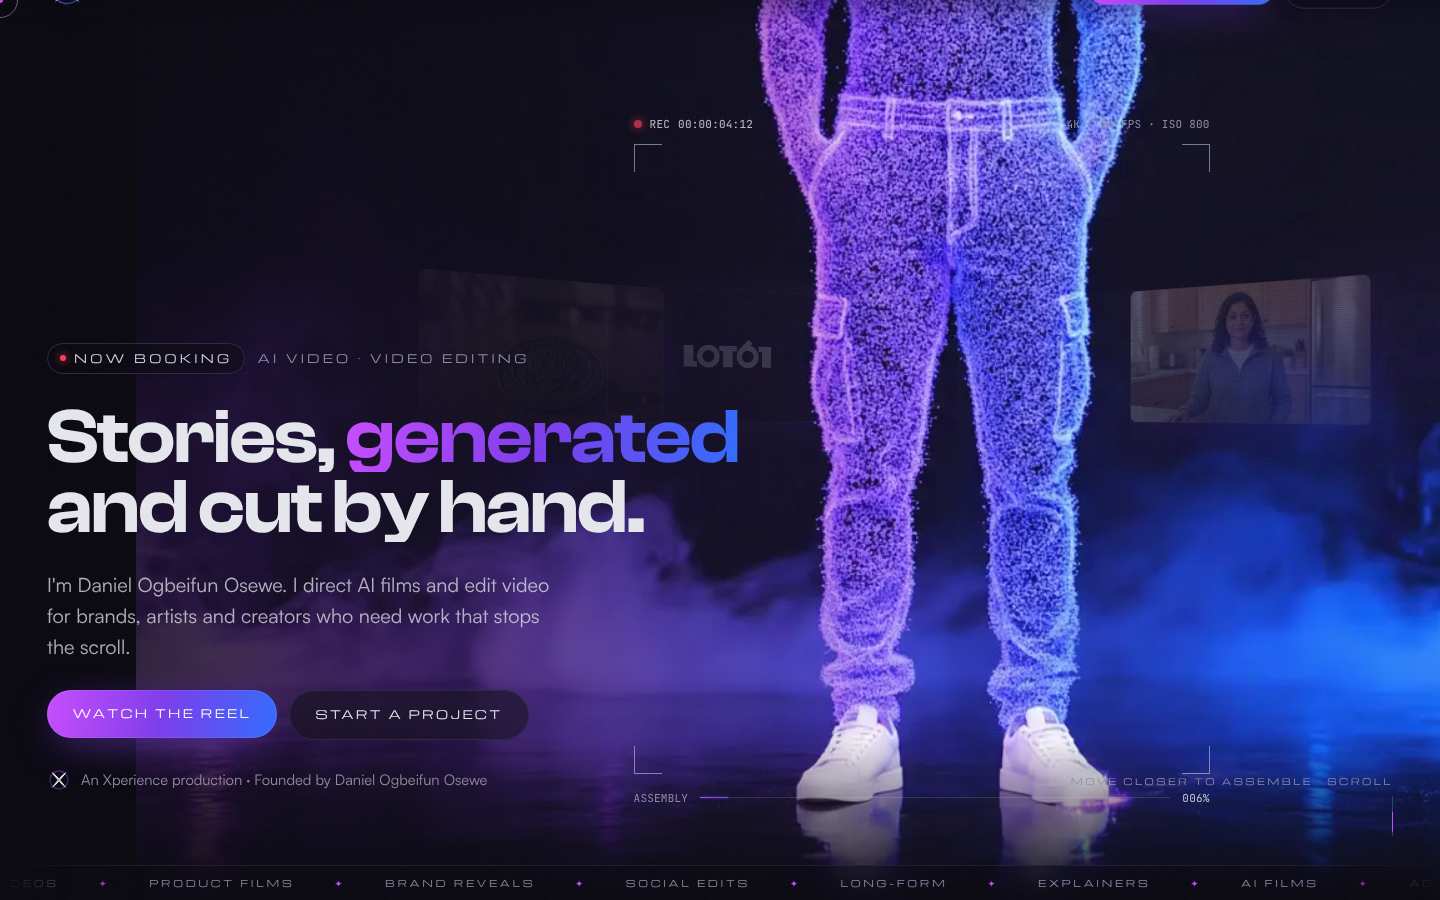 REC 00:00:04:12
FPS · ISO 800
LOTÓ1
NOW BOOKING
AI VIDEO · VIDEO EDITING
Stories, generated
and cut by hand.
I'm Daniel Ogbeifun Osewe. I direct AI films and edit video
for brands, artists and creators who need work that stops
the scroll.
WATCH THE REEL
START A PROJECT
An Xperience production · Founded by Daniel Ogbeifun Osewe
MOVE CLOSER TO ASSEMBLE · SCROLL
ASSEMBLY
006%
PRODUCT FILMS ✦ BRAND REVEALS ✦ SOCIAL EDITS ✦ LONG-FORM ✦ EXPLAINERS ✦ AI FILMS ✦